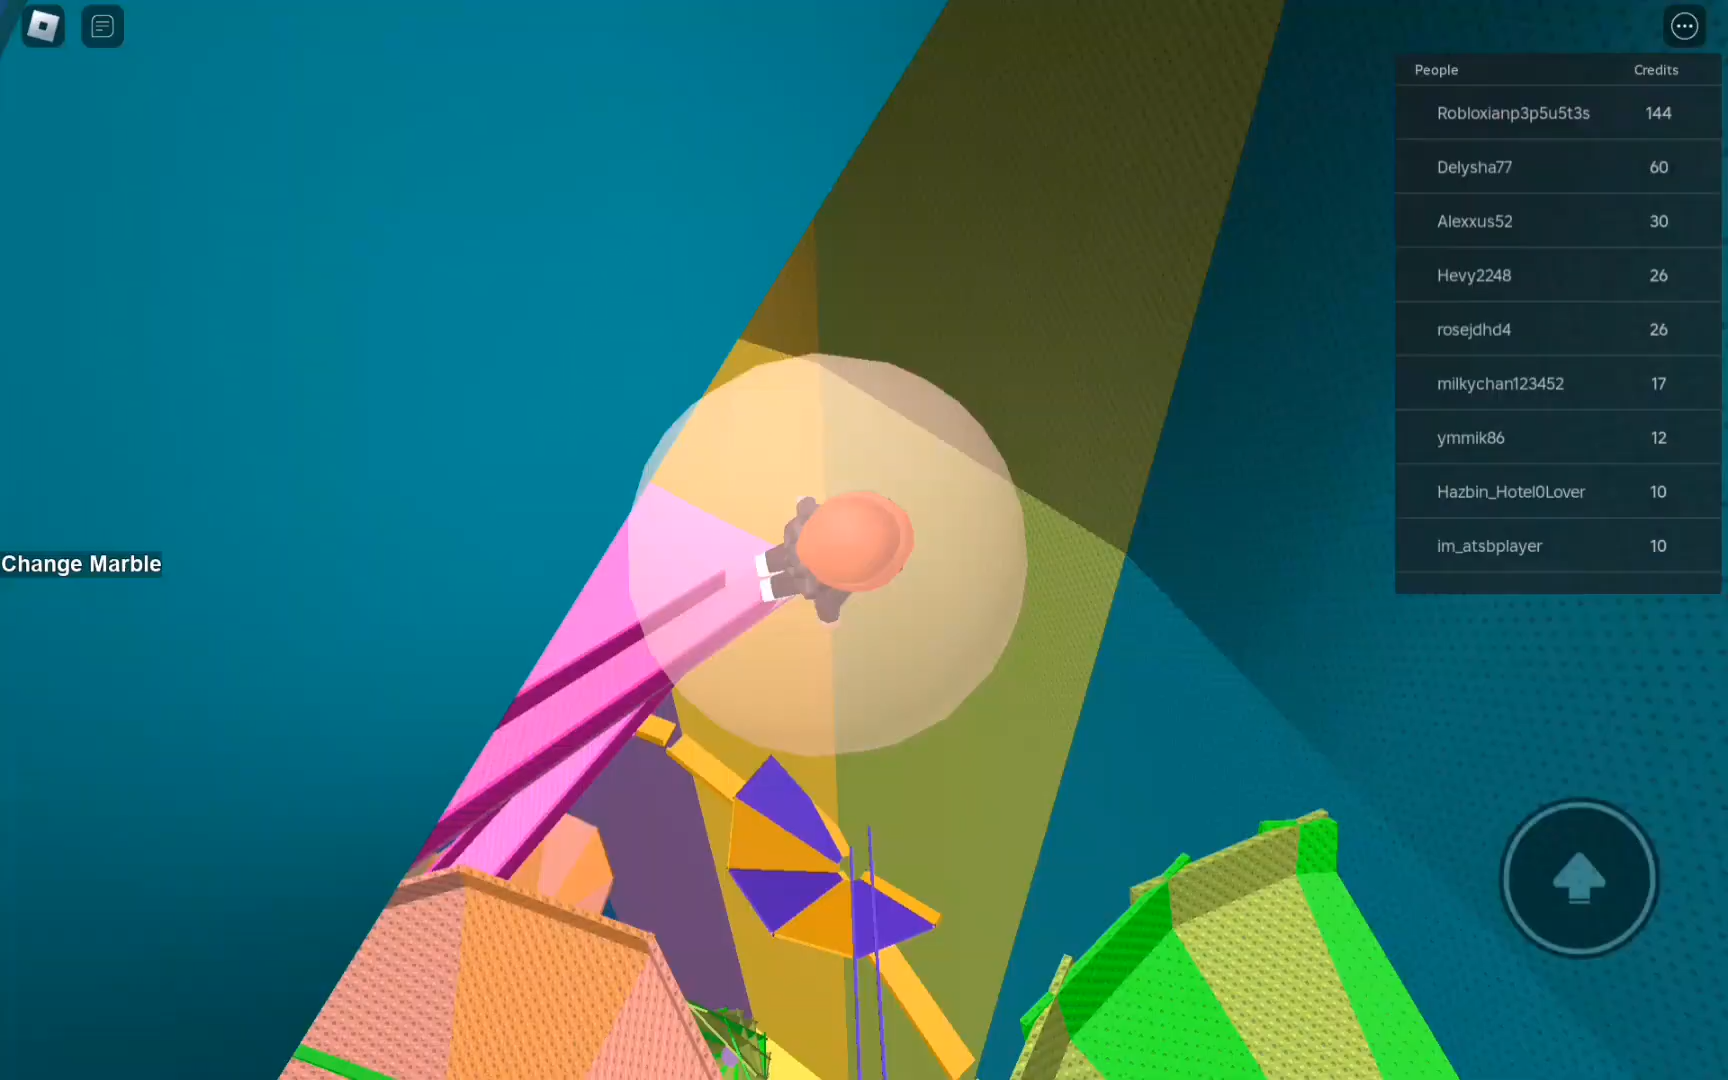 People Credits
Robloxianp3p5u5t3s 144
Delysha77 60
Alexxus52 30
Hevy2248 26
rosejdhd4 26
milkychan123452 17
ymmik86 12
Hazbin_Hotel0Lover 10
im_atsbplayer 10
Change Marble